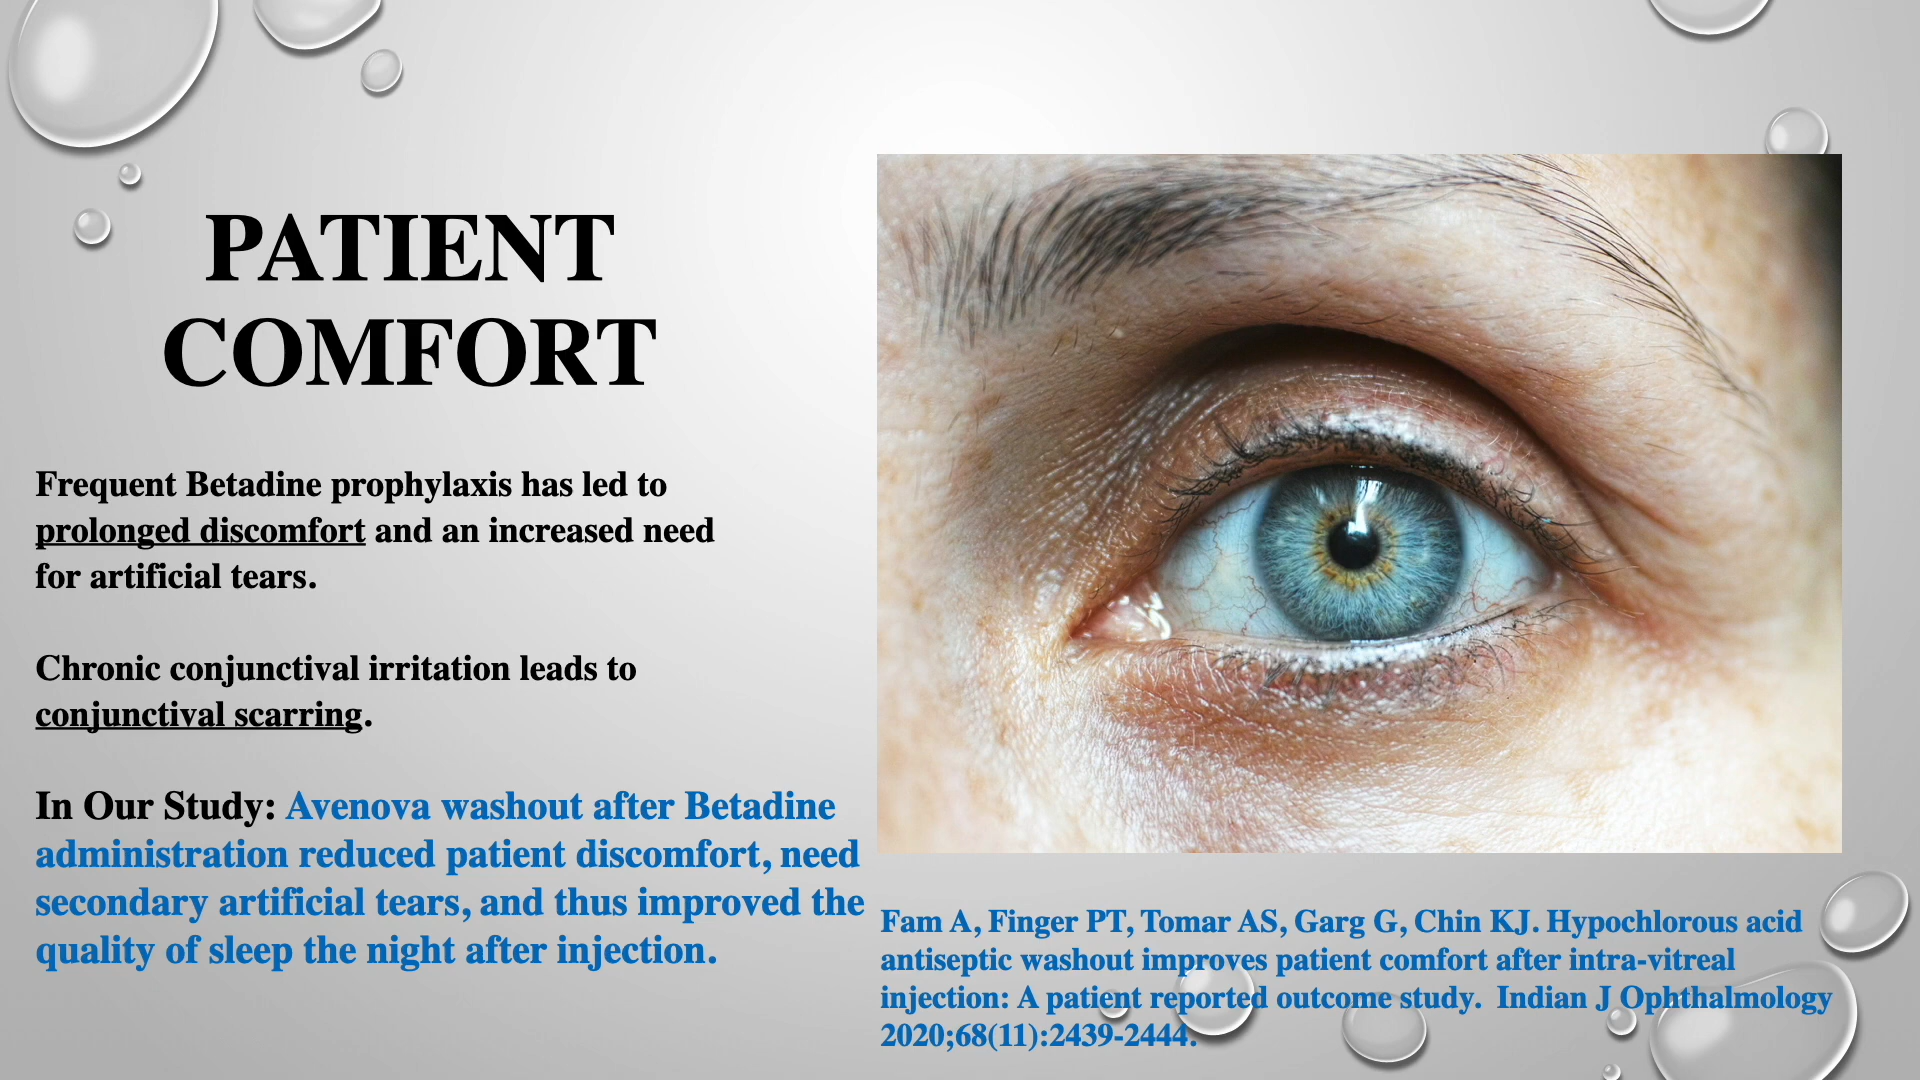 PATIENT
COMFORT
Frequent Betadine prophylaxis has led to
prolonged discomfort and an increased need
for artificial tears.
Chronic conjunctival irritation leads to
conjunctival scarring.
In Our Study: Avenova washout after Betadine
administration reduced patient discomfort, need
secondary artificial tears, and thus improved the
quality of sleep the night after injection.
Fam A, Finger PT, Tomar AS, Garg G, Chin KJ. Hypochlorous acid
antiseptic washout improves patient comfort after intra-vitreal
injection: A patient reported outcome study.  Indian J Ophthalmology
2020;68(11):2439-2444.